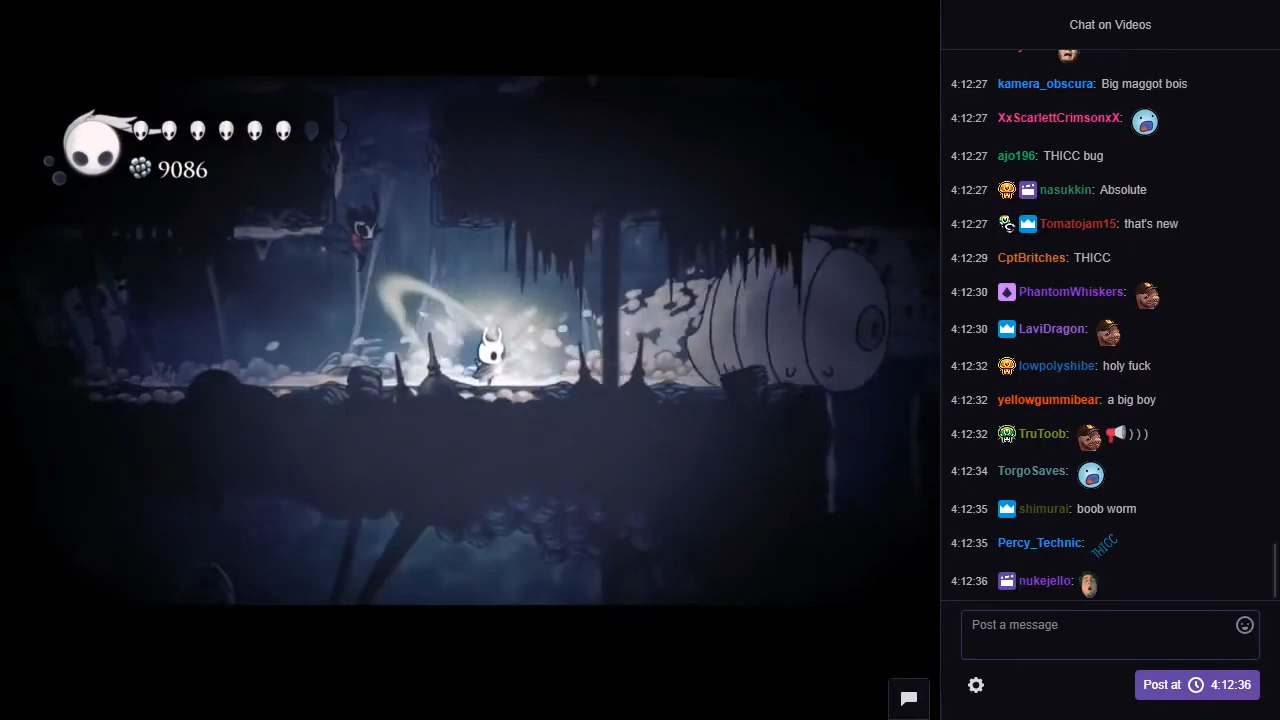 9086
Chat on Videos
4:12:27 kamera_obscura: Big maggot bois
4:12:27 XxScarlettCrimsonxX:
4:12:27 ajo196: THICC bug
4:12:27 nasukkin: Absolute
4:12:27 Tomatojam15: that's new
4:12:29 CptBritches: THICC
4:12:30 PhantomWhiskers:
4:12:30 LaviDragon:
4:12:32 lowpolyshibe: holy fuck
4:12:32 yellowgummibear: a big boy
4:12:32 TruToob: )))
4:12:34 TorgoSaves:
4:12:35 shimurai: boob worm
4:12:35 Percy_Technic: THICC
4:12:36 nukejello:
Post a message
Post at 4:12:36